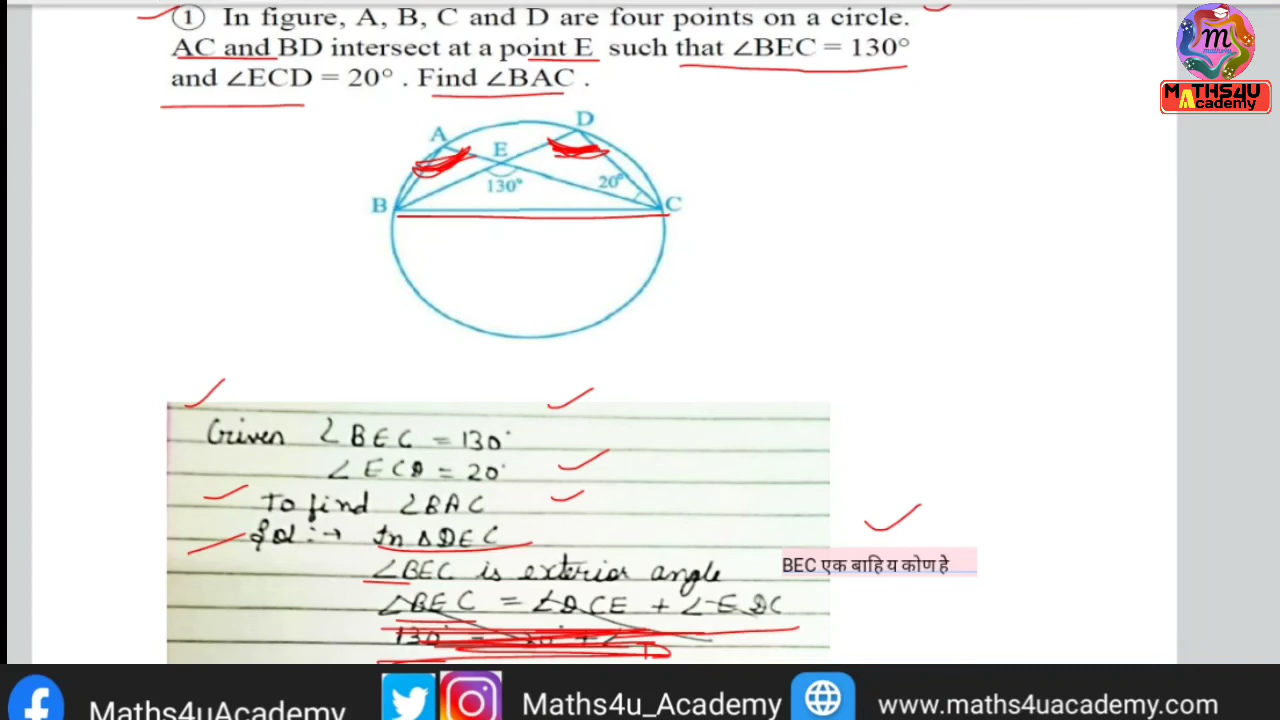 ① In figure, A, B, C and D are four points on a circle.
AC and BD intersect at a point E such that ∠BEC = 130°
and ∠ECD = 20° . Find ∠BAC .
m
mathsm
MATHS4U
Academy
A
D
E
130°
20°
B
C
Given ∠BEC = 130°
∠ECD = 20°
To find ∠BAC
Sol :→ In △DEC
∠BEC is exterior angle
BEC एक बाहि य कोण हे
∠BEC = ∠DCE + ∠EDC
Maths4uAcademy
Maths4u_Academy
www.maths4uacademy.com